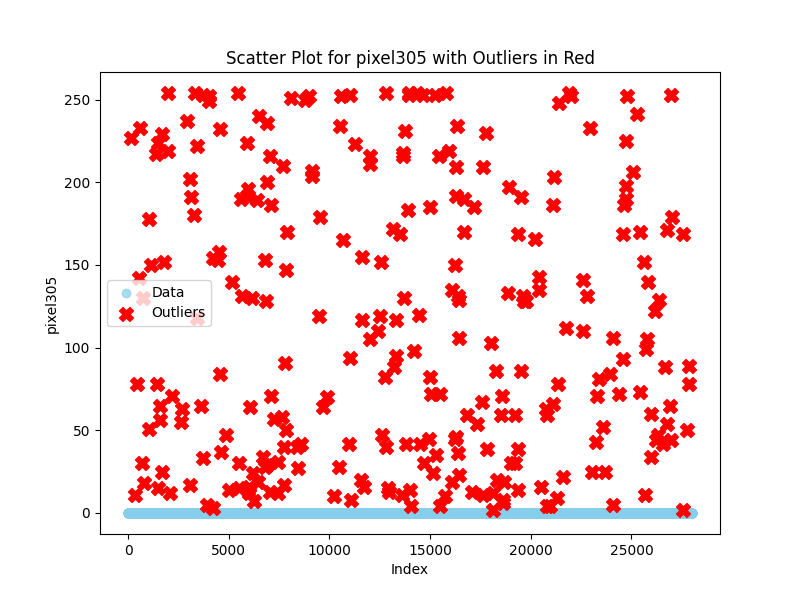 Scatter Plot for pixel305 with Outliers in Red
250
200
150
100
50
0
pixel305
Data
Outliers
0 5000 10000 15000 20000 25000
Index